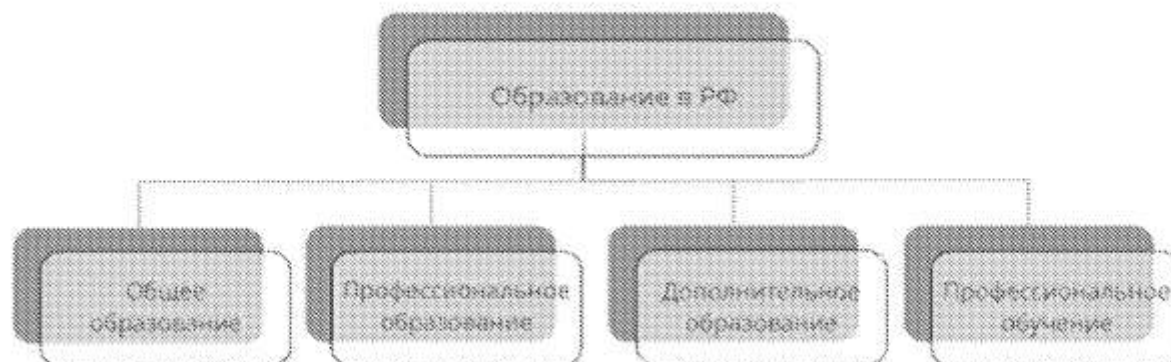 Образование в РФ
Общее
образование
Профессиональное
образование
Дополнительное
образование
Профессиональное
обучение